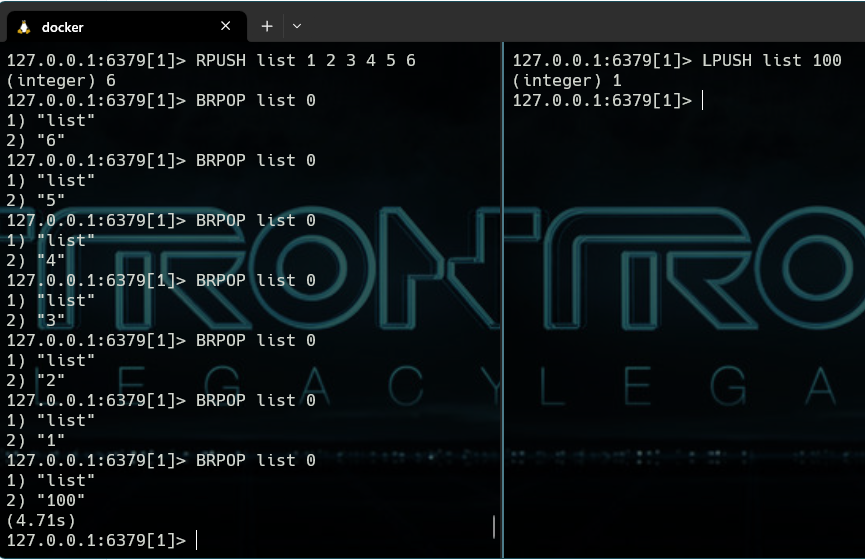 docker
127.0.0.1:6379[1]> RPUSH list 1 2 3 4 5 6
(integer) 6
127.0.0.1:6379[1]> BRPOP list 0
1) "list"
2) "6"
127.0.0.1:6379[1]> BRPOP list 0
1) "list"
2) "5"
127.0.0.1:6379[1]> BRPOP list 0
1) "list"
2) "4"
127.0.0.1:6379[1]> BRPOP list 0
1) "list"
2) "3"
127.0.0.1:6379[1]> BRPOP list 0
1) "list"
2) "2"
127.0.0.1:6379[1]> BRPOP list 0
1) "list"
2) "1"
127.0.0.1:6379[1]> BRPOP list 0
1) "list"
2) "100"
(4.71s)
127.0.0.1:6379[1]>
127.0.0.1:6379[1]> LPUSH list 100
(integer) 1
127.0.0.1:6379[1]>
TRON
LEGACY
TRO
LEGA